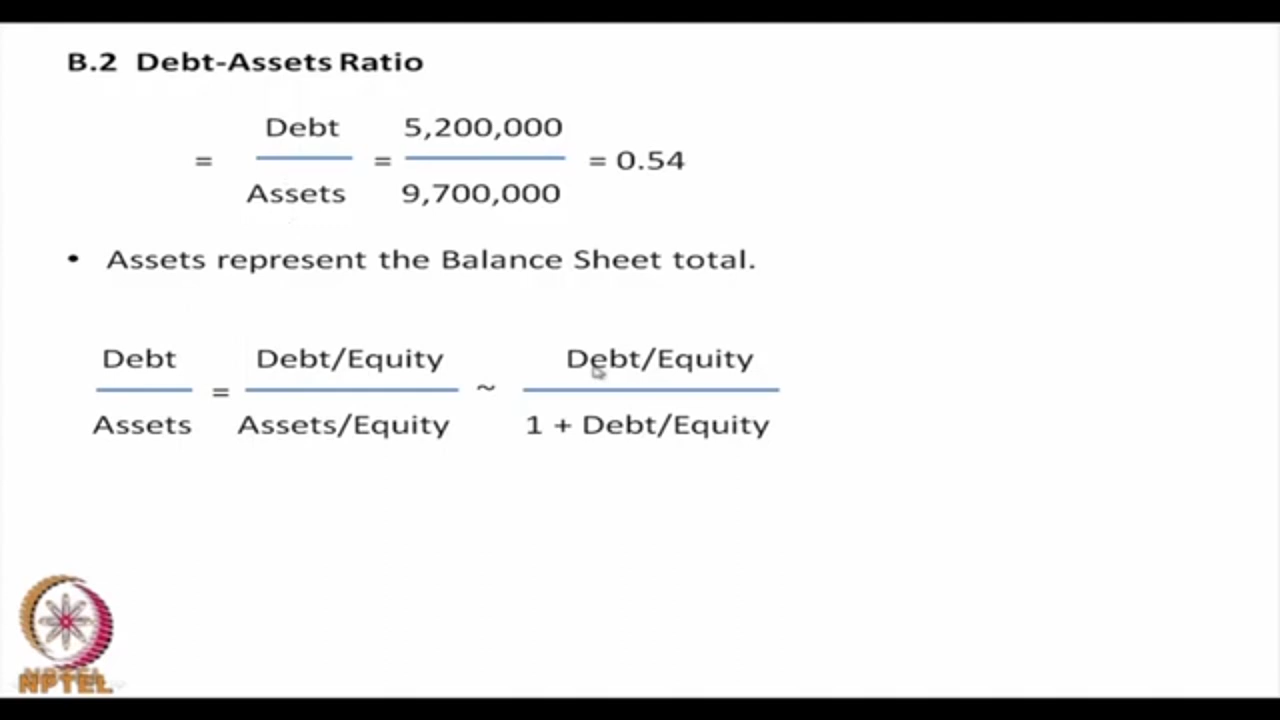 B.2 Debt-Assets Ratio
= Debt / Assets = 5,200,000 / 9,700,000 = 0.54
• Assets represent the Balance Sheet total.
Debt / Assets = Debt/Equity / Assets/Equity ~ Debt/Equity / 1 + Debt/Equity
NPTEL